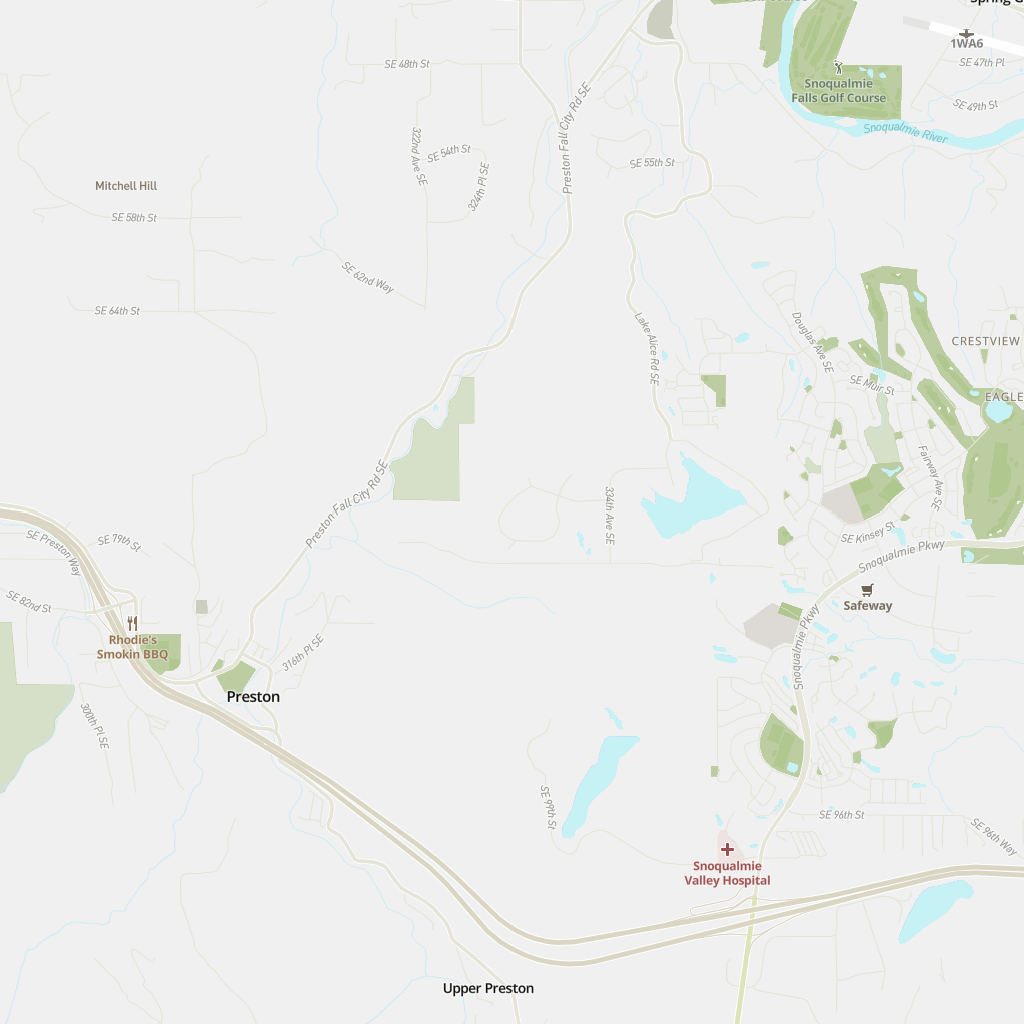 1WA6
SE 47th Pl
SE 48th St
Snoqualmie
Falls Golf Course
SE 49th St
Preston Fall City Rd SE
Snoqualmie River
322nd Ave SE
SE 54th St
SE 55th St
324th Pl SE
Mitchell Hill
SE 58th St
SE 62nd Way
SE 64th St
Lake Alice Rd SE
Douglas Ave SE
CRESTVIEW
SE Muir St
EAGLE
Fairway Ave SE
Preston Fall City Rd SE
334th Ave SE
SE Preston Way
SE 79th St
SE Kinsey St
Snoqualmie Pkwy
SE 82nd St
Safeway
Rhodie's
Smokin BBQ
316th Pl SE
Snoqualmie Pkwy
Preston
300th Pl SE
SE 99th St
SE 96th St
SE 96th Way
Snoqualmie
Valley Hospital
Upper Preston